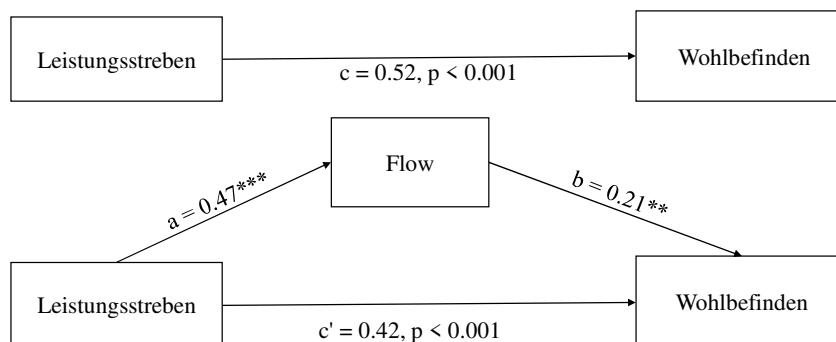 Leistungsstreben
Wohlbefinden
c = 0.52, p < 0.001
Flow
a = 0.47***
b = 0.21**
Leistungsstreben
Wohlbefinden
c' = 0.42, p < 0.001